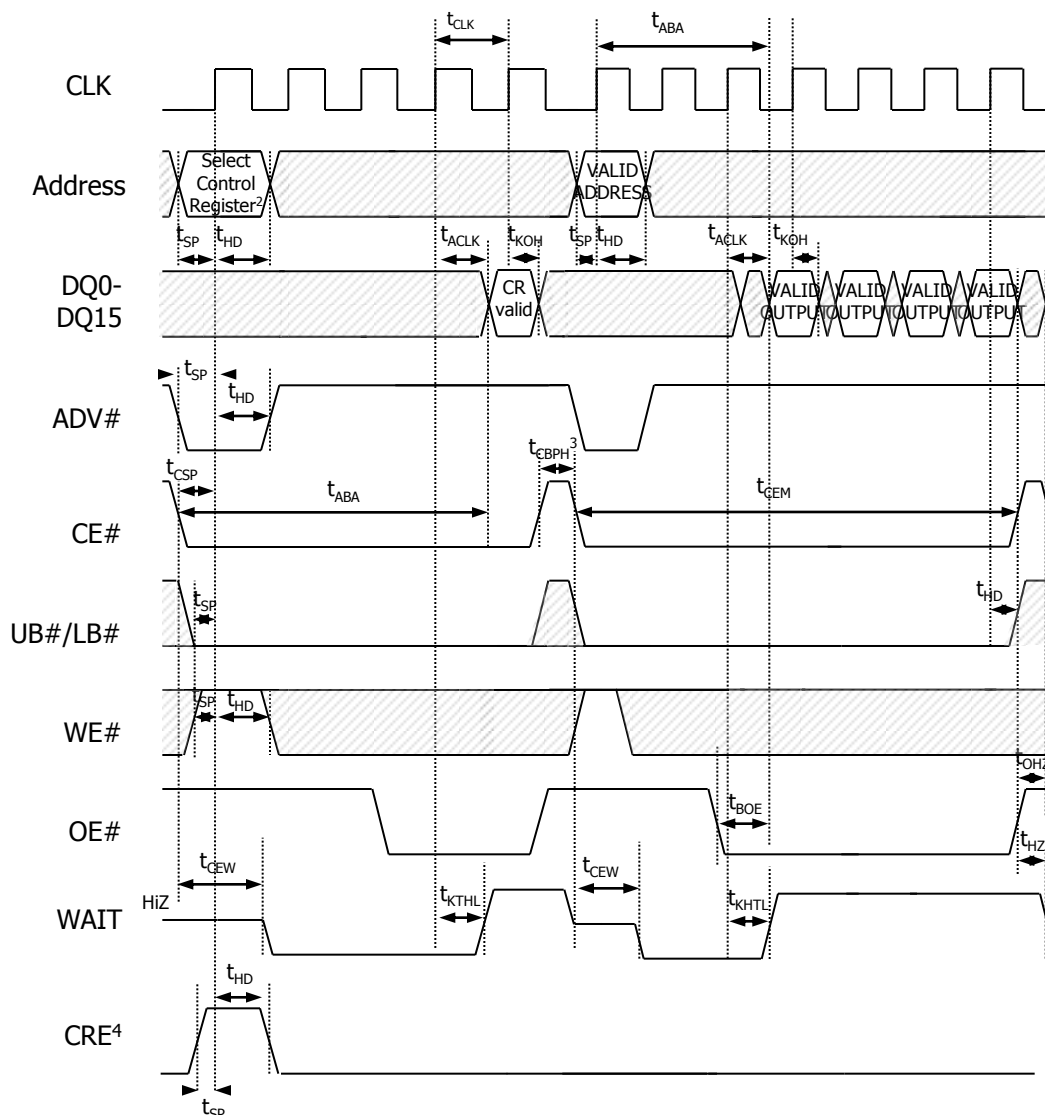 tCLK
tABA
CLK
Address
Select
Control
Register2
VALID
ADDRESS
tSP
tHD
tACLK
tKOH
tSP
tHD
tACLK
tKOH
DQ0-
DQ15
CR
valid
VALID
OUTPUT
VALID
OUTPUT
VALID
OUTPUT
VALID
OUTPUT
tSP
tHD
ADV#
tCBPH3
tCSP
tABA
tCEM
CE#
tSP
tHD
UB#/LB#
tSP
tHD
WE#
tOHZ
tBOE
OE#
tHZ
tCEW
tCEW
HiZ
tKTHL
tKHTL
WAIT
tHD
CRE4
tSP